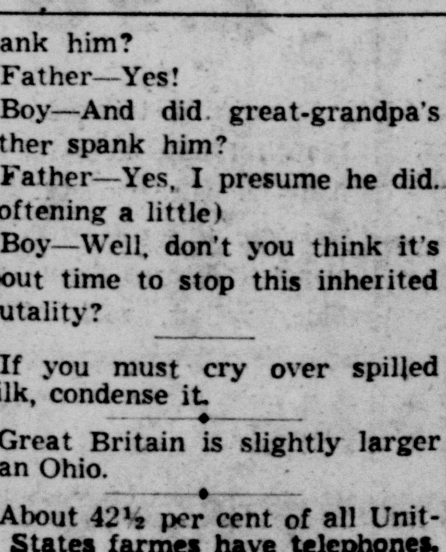 ank him?
Father—Yes!
Boy—And did great-grandpa's
ther spank him?
Father—Yes, I presume he did.
oftening a little)
Boy—Well, don't you think it's
out time to stop this inherited
utality?
If you must cry over spilled
ilk, condense it.
Great Britain is slightly larger
an Ohio.
About 42½ per cent of all Unit-
States farmes have telephones.